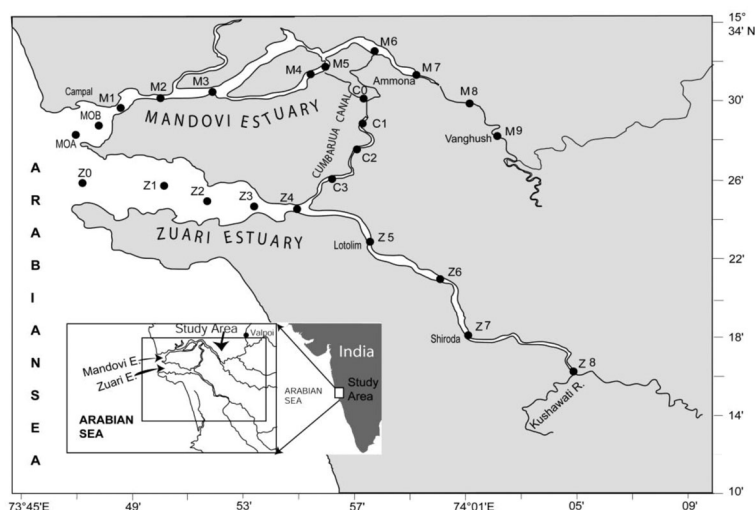 15°
34' N
M6
M5
M7
M4
Ammona
M3
M2
M8
Campal
M1
C0
30'
MOB
MANDOVI ESTUARY
CUMBARJUA CANAL
C1
MOA
Vanghush
M9
C2
A R A B I A N S E A
C3
Z0
Z1
Z2
Z3
Z4
26'
ZUARI ESTUARY
Z5
Lotolim
22'
Z6
Study Area
Valpoi
India
Z7
18'
Shiroda
Mandovi E.
Zuari E.
ARABIAN
SEA
Study
Area
Z8
ARABIAN
SEA
Kushawati R.
14'
10'
73°45'E
49'
53'
57'
74°01'E
05'
09'